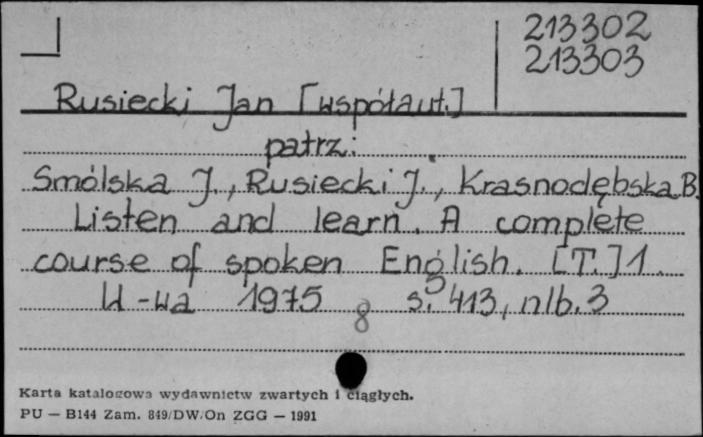 213302
213303
Rusiecki Jan [współaut.]
patrz:
Smólska J., Rusiecki J., Krasnodębska B.
Listen and learn. A complete
course of spoken English. [T.] 1.
W-wa 1975 s. 413, nlb. 3
8
Karta katalogowa wydawnictw zwartych i ciągłych.
PU — B144 Zam. 849/DW/On ZGG — 1991